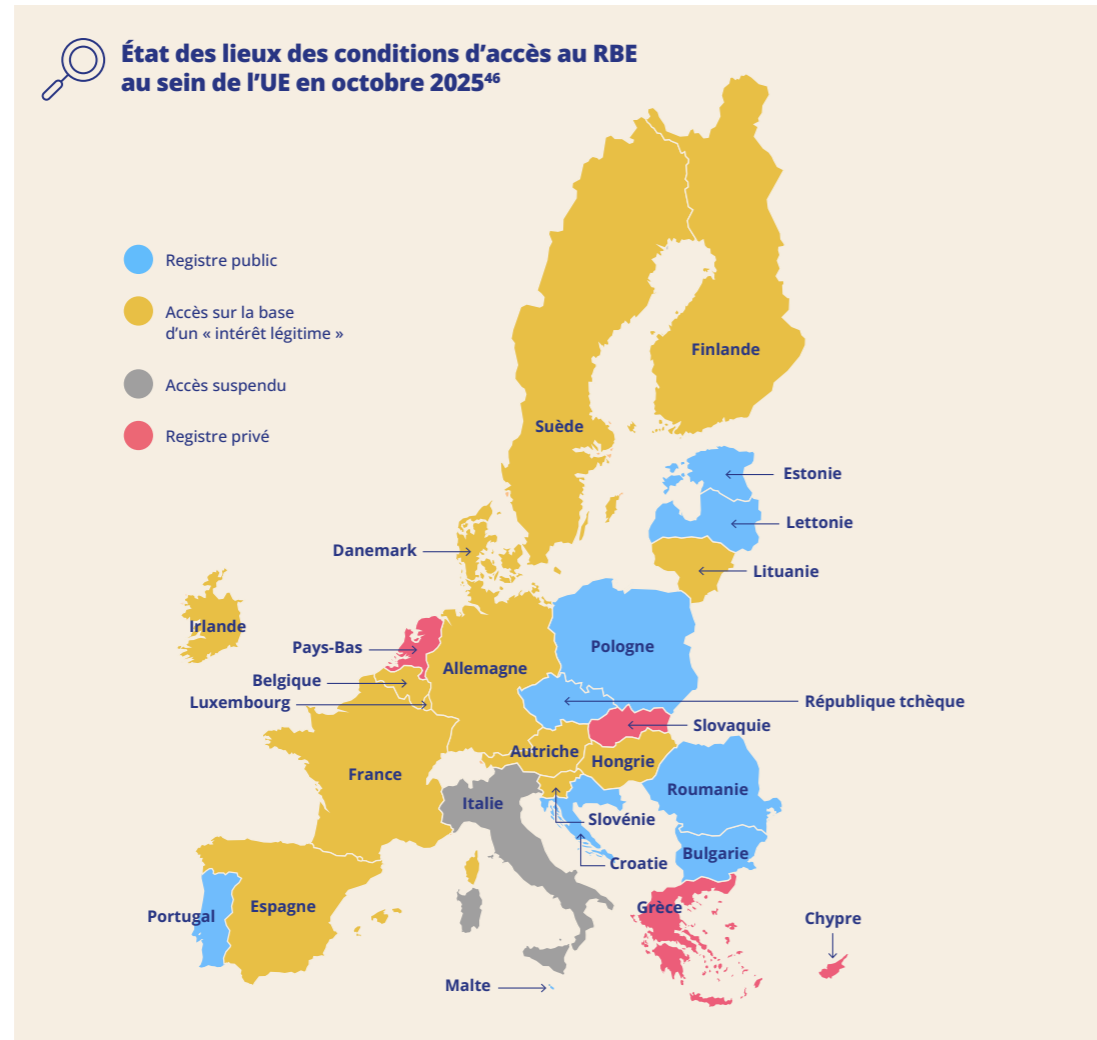 État des lieux des conditions d’accès au RBE
au sein de l’UE en octobre 2025⁴⁶
Registre public
Accès sur la base
d’un « intérêt légitime »
Accès suspendu
Registre privé
Finlande
Suède
Estonie
Lettonie
Danemark
Lituanie
Irlande
Pays-Bas
Pologne
Allemagne
Belgique
Luxembourg
République tchèque
Slovaquie
Autriche
Hongrie
France
Roumanie
Italie
Slovénie
Croatie
Bulgarie
Portugal
Espagne
Grèce
Chypre
Malte